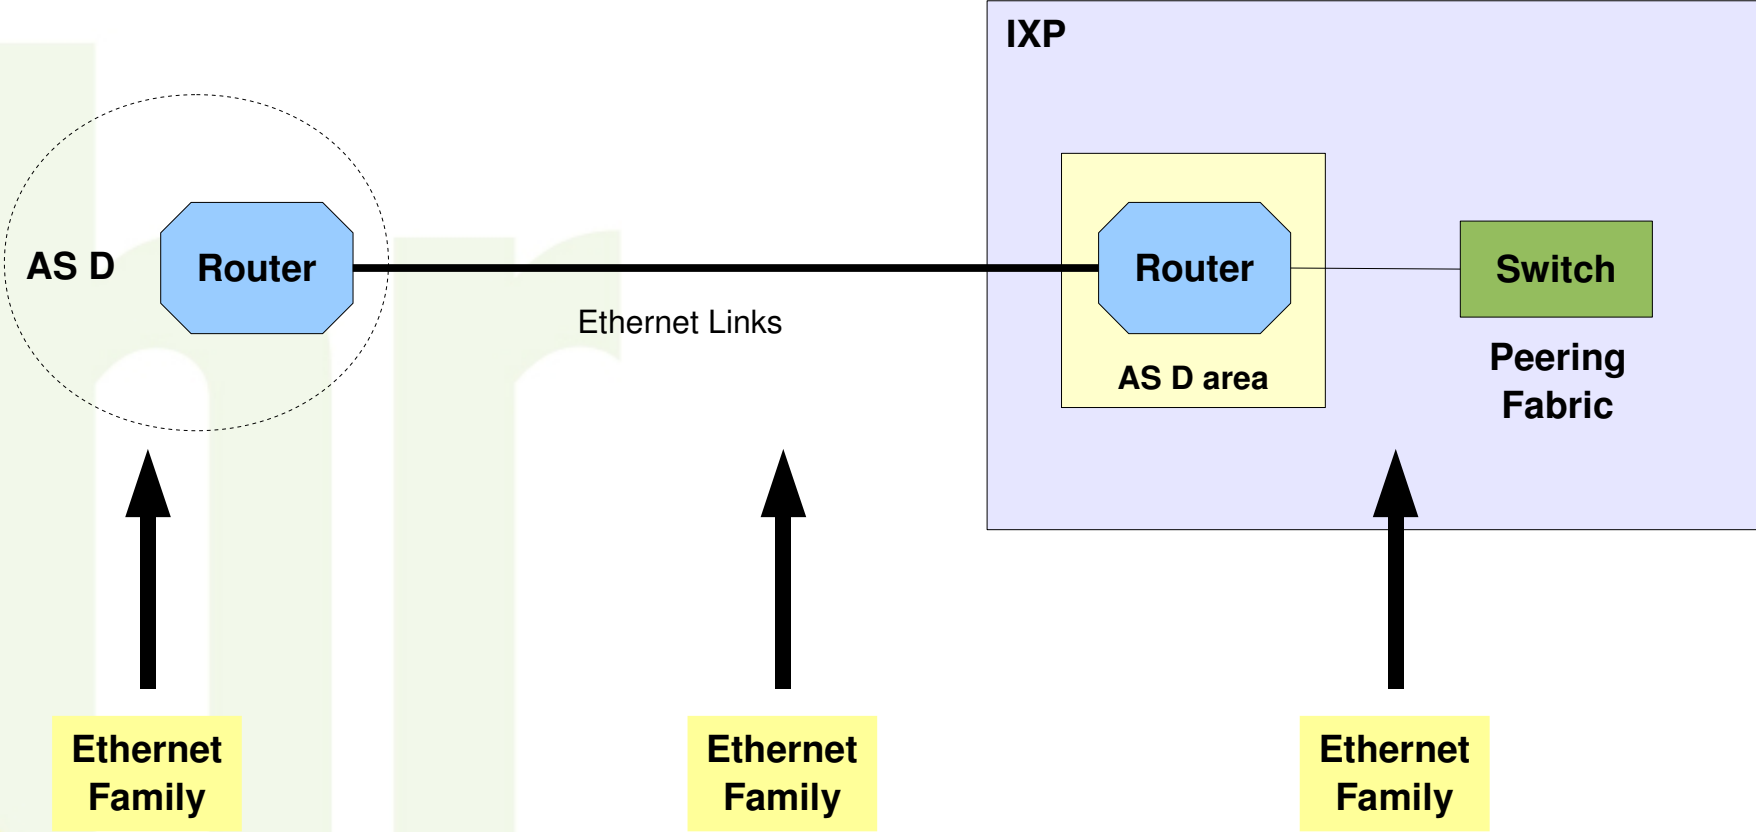 IXP
AS D
Router
Router
Switch
Ethernet Links
AS D area
Peering
Fabric
Ethernet
Family
Ethernet
Family
Ethernet
Family